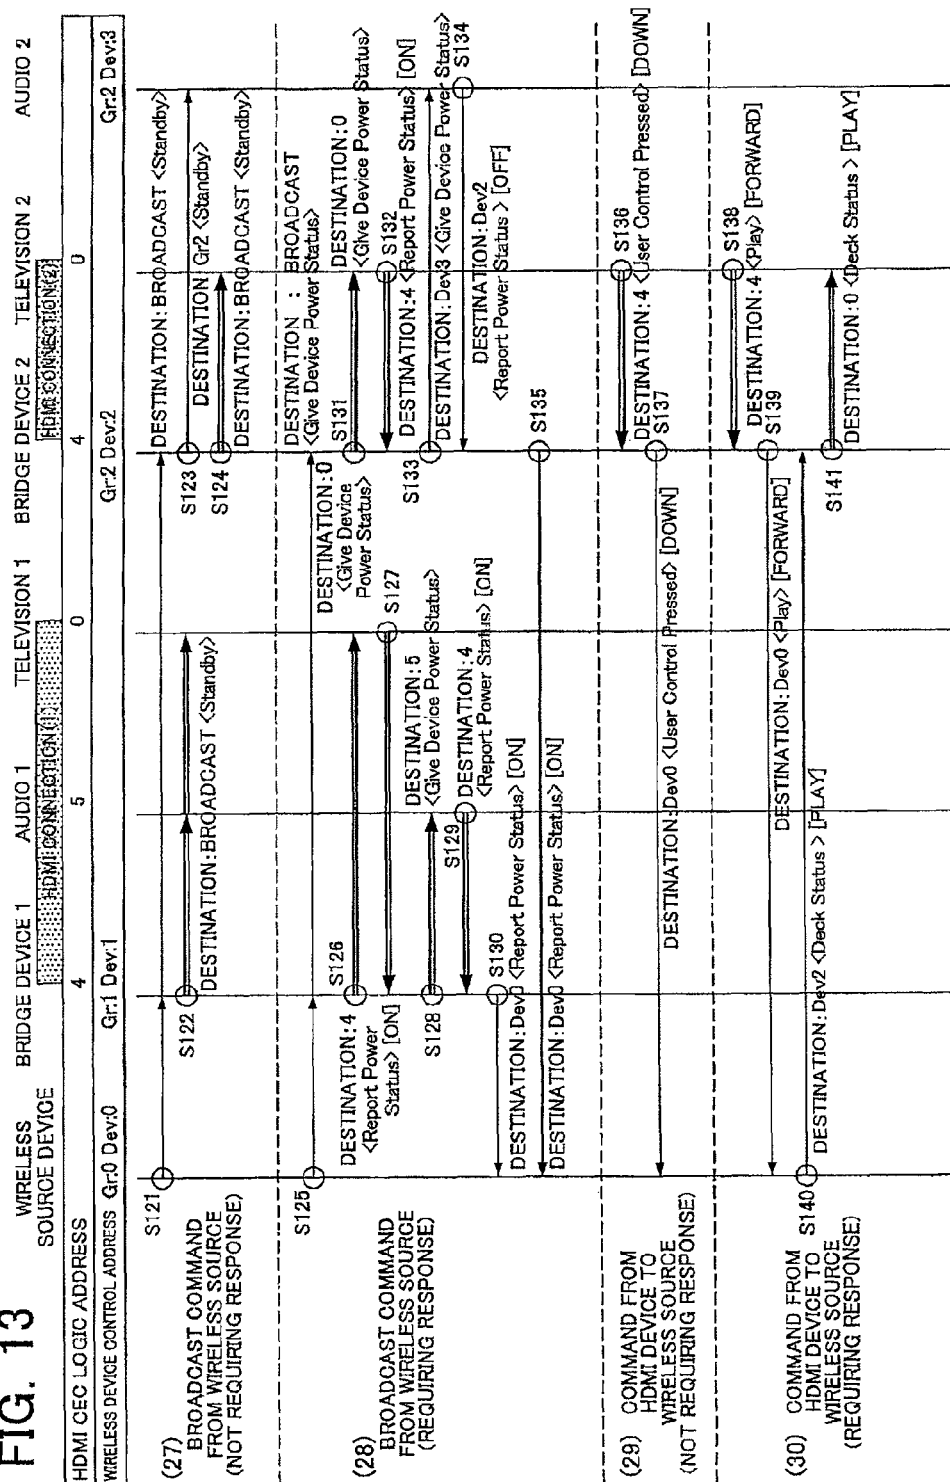 FIG. 13
WIRELESS
SOURCE DEVICE
BRIDGE DEVICE 1
AUDIO 1
TELEVISION 1
BRIDGE DEVICE 2
TELEVISION 2
AUDIO 2
HDMI CONNECTION(1)
HDMI CONNECTION(2)
HDMI CEC LOGIC ADDRESS
4
5
0
4
0
WIRELESS DEVICE CONTROL ADDRESS
Gr:0 Dev:0
Gr:1 Dev:1
Gr:2 Dev:2
Gr:2 Dev:3
(27)
BROADCAST COMMAND
FROM WIRELESS SOURCE
(NOT REQUIRING RESPONSE)
S121
DESTINATION:BROADCAST <Standby>
S122
DESTINATION:BROADCAST <Standby>
S123
DESTINATION Gr2 <Standby>
S124
DESTINATION:BROADCAST <Standby>
(28)
BROADCAST COMMAND
FROM WIRELESS SOURCE
(REQUIRING RESPONSE)
S125
DESTINATION : BROADCAST
<Give Device Power Status>
S126
DESTINATION:0
<Give Device
Power Status>
S127
DESTINATION:4
<Report Power
Status> [ON]
S128
DESTINATION:5
<Give Device Power Status>
S129
DESTINATION:4
<Report Power Status> [ON]
S130
DESTINATION:Dev0 <Report Power Status> [ON]
S131
DESTINATION:0
<Give Device Power Status>
S132
DESTINATION:4 <Report Power Status> [ON]
S133
DESTINATION:Dev3 <Give Device Power Status>
S134
DESTINATION:Dev2
<Report Power Status > [OFF]
S135
DESTINATION:Dev0 <Report Power Status> [ON]
(29)
COMMAND FROM
HDMI DEVICE TO
WIRELESS SOURCE
(NOT REQUIRING RESPONSE)
S136
DESTINATION:4 <User Control Pressed> [DOWN]
S137
DESTINATION:Dev0 <User Control Pressed> [DOWN]
(30)
COMMAND FROM
HDMI DEVICE TO
WIRELESS SOURCE
(REQUIRING RESPONSE)
S138
DESTINATION:4 <Play> [FORWARD]
S139
DESTINATION:Dev0 <Play> [FORWARD]
S140
DESTINATION:Dev2 <Deck Status > [PLAY]
S141
DESTINATION:0 <Deck Status > [PLAY]